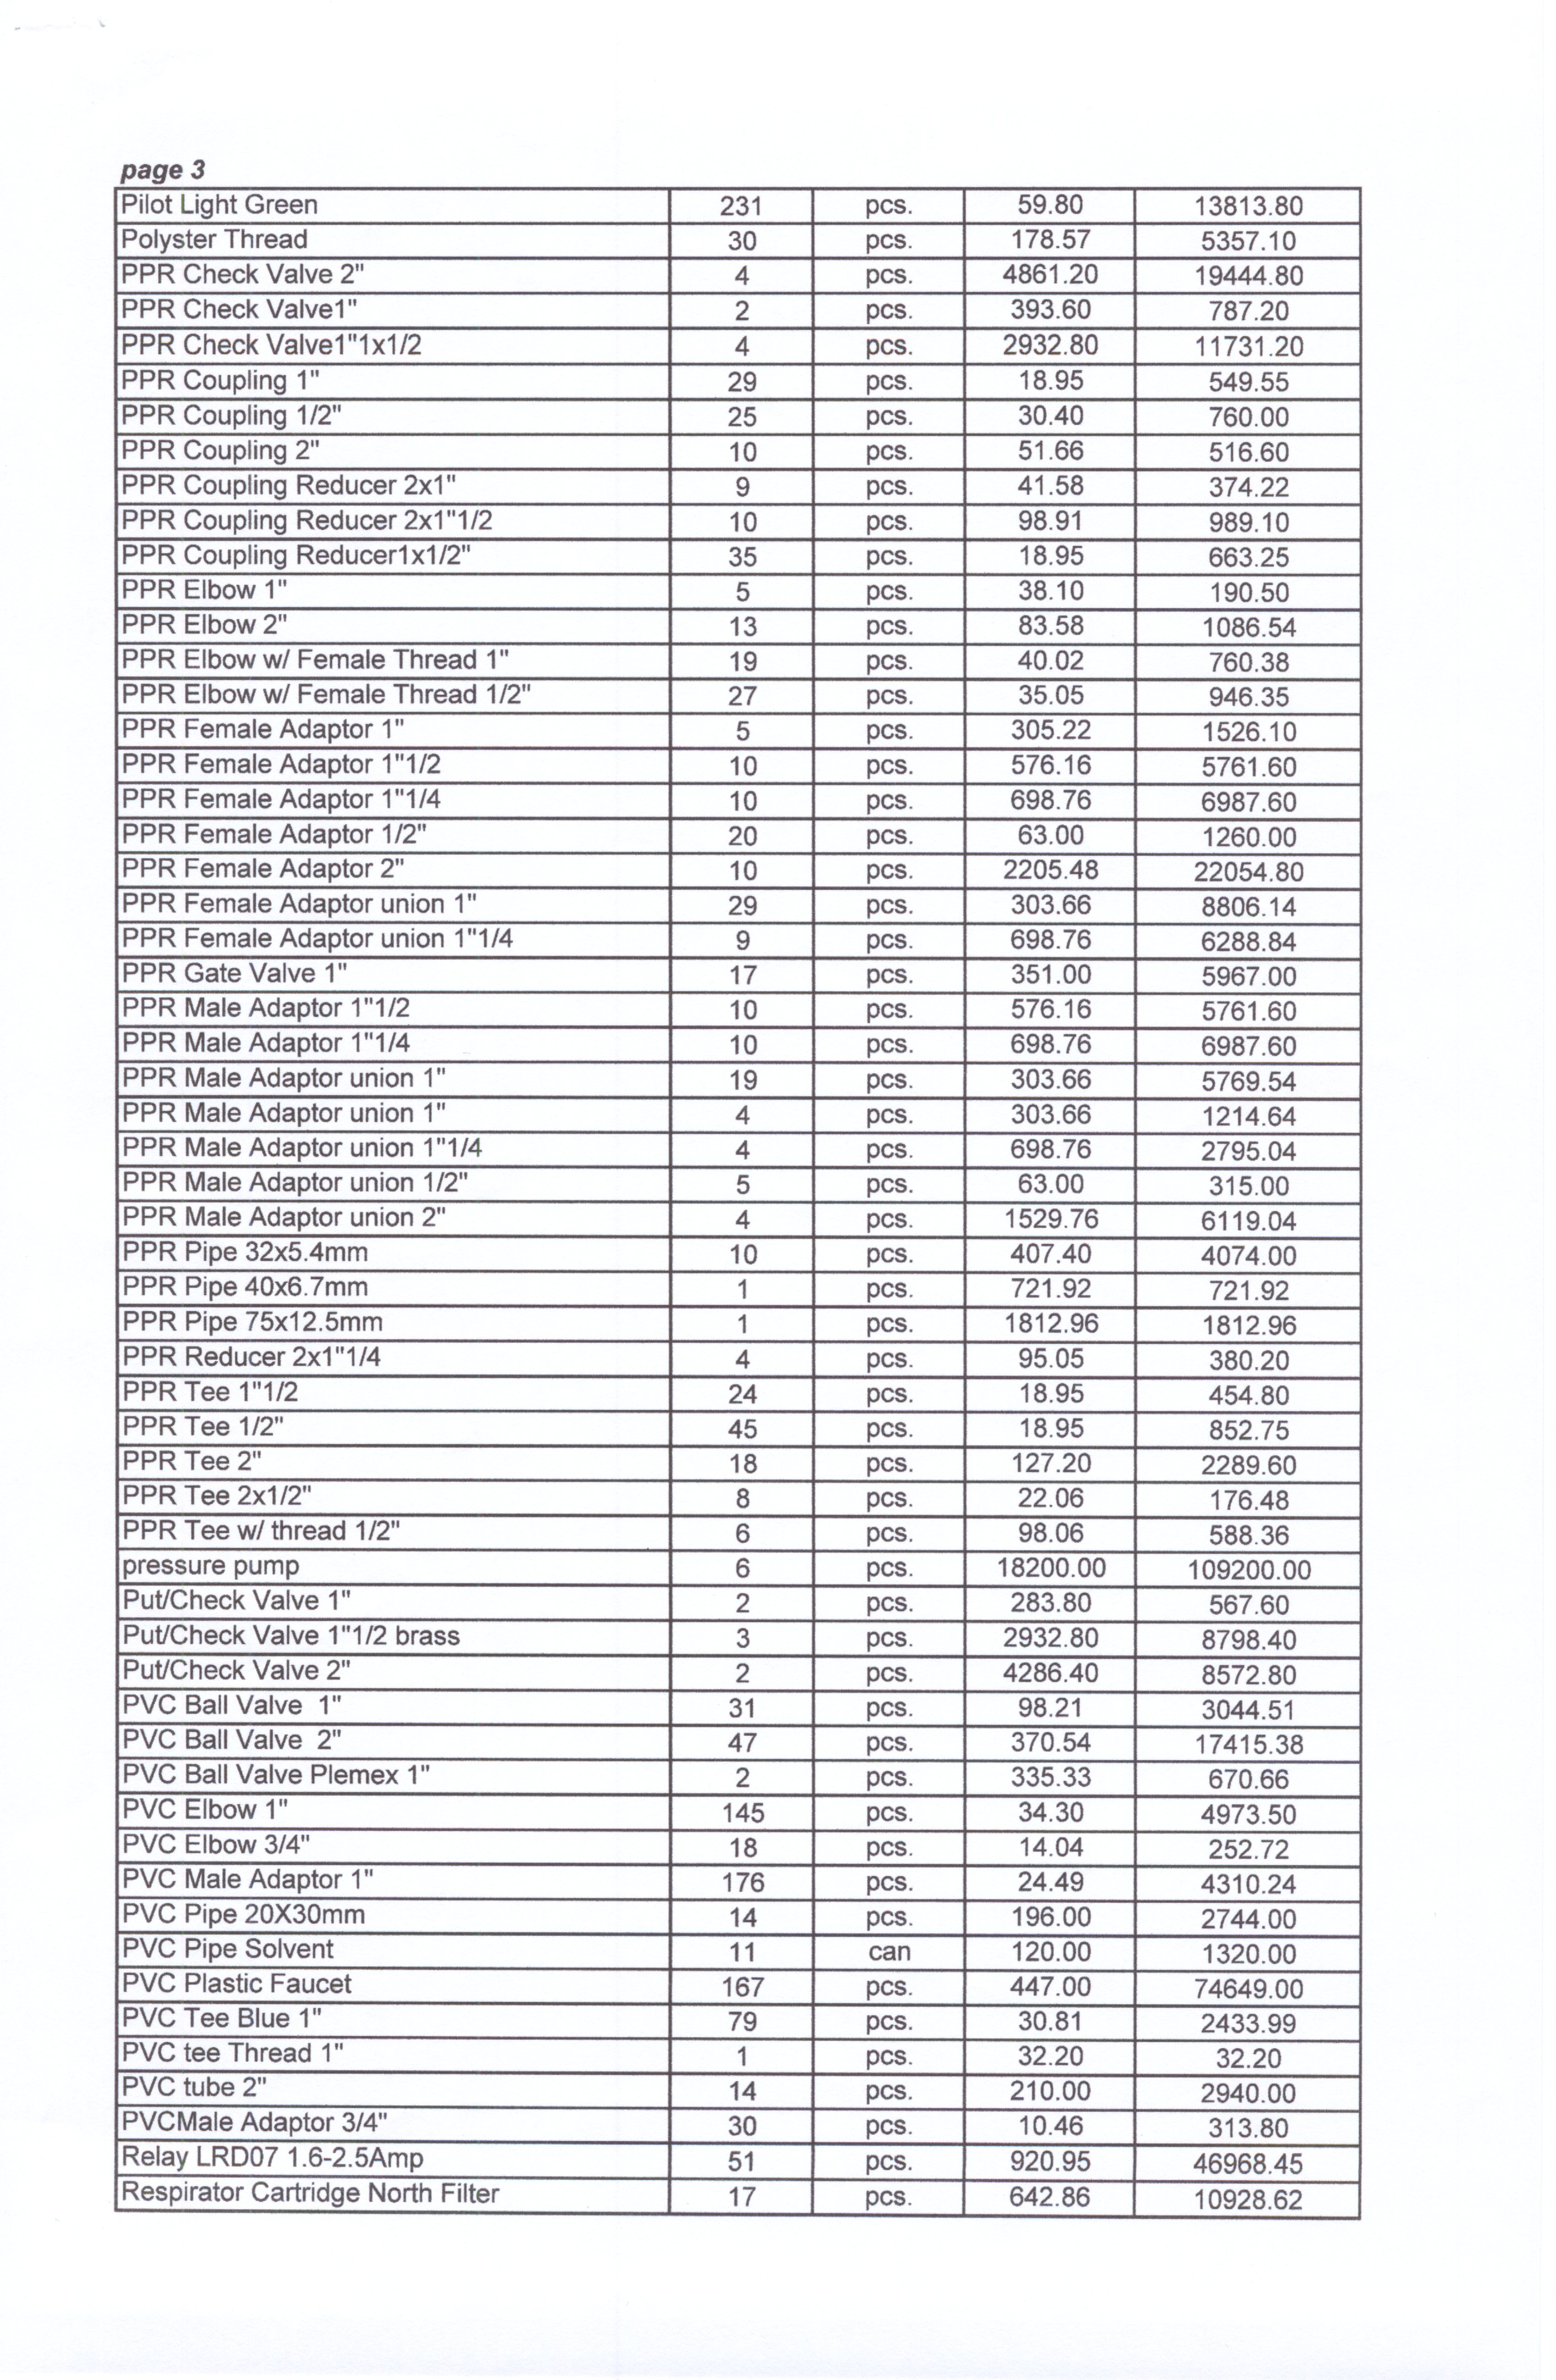 page 3
Pilot Light Green 231 pcs. 59.80 13813.80
Polyster Thread 30 pcs. 178.57 5357.10
PPR Check Valve 2" 4 pcs. 4861.20 19444.80
PPR Check Valve1" 2 pcs. 393.60 787.20
PPR Check Valve1"1x1/2 4 pcs. 2932.80 11731.20
PPR Coupling 1" 29 pcs. 18.95 549.55
PPR Coupling 1/2" 25 pcs. 30.40 760.00
PPR Coupling 2" 10 pcs. 51.66 516.60
PPR Coupling Reducer 2x1" 9 pcs. 41.58 374.22
PPR Coupling Reducer 2x1"1/2 10 pcs. 98.91 989.10
PPR Coupling Reducer1x1/2" 35 pcs. 18.95 663.25
PPR Elbow 1" 5 pcs. 38.10 190.50
PPR Elbow 2" 13 pcs. 83.58 1086.54
PPR Elbow w/ Female Thread 1" 19 pcs. 40.02 760.38
PPR Elbow w/ Female Thread 1/2" 27 pcs. 35.05 946.35
PPR Female Adaptor 1" 5 pcs. 305.22 1526.10
PPR Female Adaptor 1"1/2 10 pcs. 576.16 5761.60
PPR Female Adaptor 1"1/4 10 pcs. 698.76 6987.60
PPR Female Adaptor 1/2" 20 pcs. 63.00 1260.00
PPR Female Adaptor 2" 10 pcs. 2205.48 22054.80
PPR Female Adaptor union 1" 29 pcs. 303.66 8806.14
PPR Female Adaptor union 1"1/4 9 pcs. 698.76 6288.84
PPR Gate Valve 1" 17 pcs. 351.00 5967.00
PPR Male Adaptor 1"1/2 10 pcs. 576.16 5761.60
PPR Male Adaptor 1"1/4 10 pcs. 698.76 6987.60
PPR Male Adaptor union 1" 19 pcs. 303.66 5769.54
PPR Male Adaptor union 1" 4 pcs. 303.66 1214.64
PPR Male Adaptor union 1"1/4 4 pcs. 698.76 2795.04
PPR Male Adaptor union 1/2" 5 pcs. 63.00 315.00
PPR Male Adaptor union 2" 4 pcs. 1529.76 6119.04
PPR Pipe 32x5.4mm 10 pcs. 407.40 4074.00
PPR Pipe 40x6.7mm 1 pcs. 721.92 721.92
PPR Pipe 75x12.5mm 1 pcs. 1812.96 1812.96
PPR Reducer 2x1"1/4 4 pcs. 95.05 380.20
PPR Tee 1"1/2 24 pcs. 18.95 454.80
PPR Tee 1/2" 45 pcs. 18.95 852.75
PPR Tee 2" 18 pcs. 127.20 2289.60
PPR Tee 2x1/2" 8 pcs. 22.06 176.48
PPR Tee w/ thread 1/2" 6 pcs. 98.06 588.36
pressure pump 6 pcs. 18200.00 109200.00
Put/Check Valve 1" 2 pcs. 283.80 567.60
Put/Check Valve 1"1/2 brass 3 pcs. 2932.80 8798.40
Put/Check Valve 2" 2 pcs. 4286.40 8572.80
PVC Ball Valve 1" 31 pcs. 98.21 3044.51
PVC Ball Valve 2" 47 pcs. 370.54 17415.38
PVC Ball Valve Plemex 1" 2 pcs. 335.33 670.66
PVC Elbow 1" 145 pcs. 34.30 4973.50
PVC Elbow 3/4" 18 pcs. 14.04 252.72
PVC Male Adaptor 1" 176 pcs. 24.49 4310.24
PVC Pipe 20X30mm 14 pcs. 196.00 2744.00
PVC Pipe Solvent 11 can 120.00 1320.00
PVC Plastic Faucet 167 pcs. 447.00 74649.00
PVC Tee Blue 1" 79 pcs. 30.81 2433.99
PVC tee Thread 1" 1 pcs. 32.20 32.20
PVC tube 2" 14 pcs. 210.00 2940.00
PVCMale Adaptor 3/4" 30 pcs. 10.46 313.80
Relay LRD07 1.6-2.5Amp 51 pcs. 920.95 46968.45
Respirator Cartridge North Filter 17 pcs. 642.86 10928.62